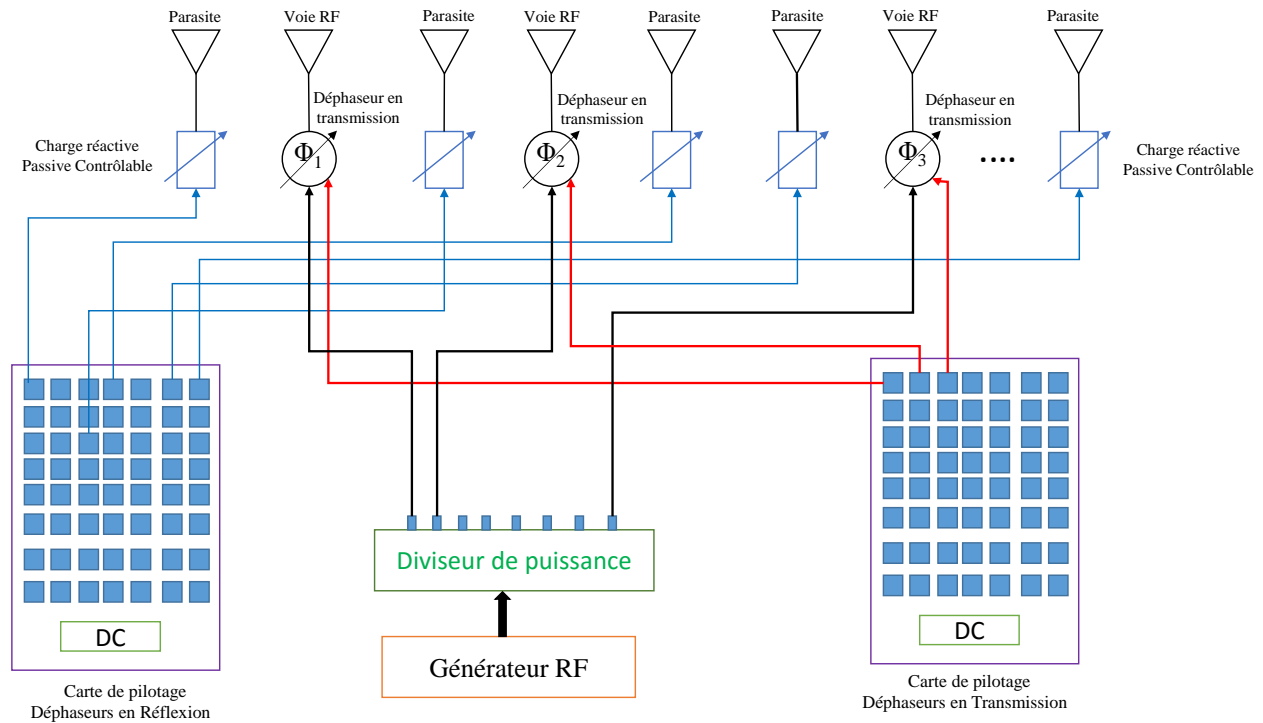 Parasite
Voie RF
Parasite
Voie RF
Parasite
Parasite
Voie RF
Parasite
Déphaseur en
transmission
Déphaseur en
transmission
Déphaseur en
transmission
Charge réactive
Passive Contrôlable
Φ1
Φ2
Φ3
....
Charge réactive
Passive Contrôlable
Diviseur de puissance
Générateur RF
DC
Carte de pilotage
Déphaseurs en Réflexion
DC
Carte de pilotage
Déphaseurs en Transmission